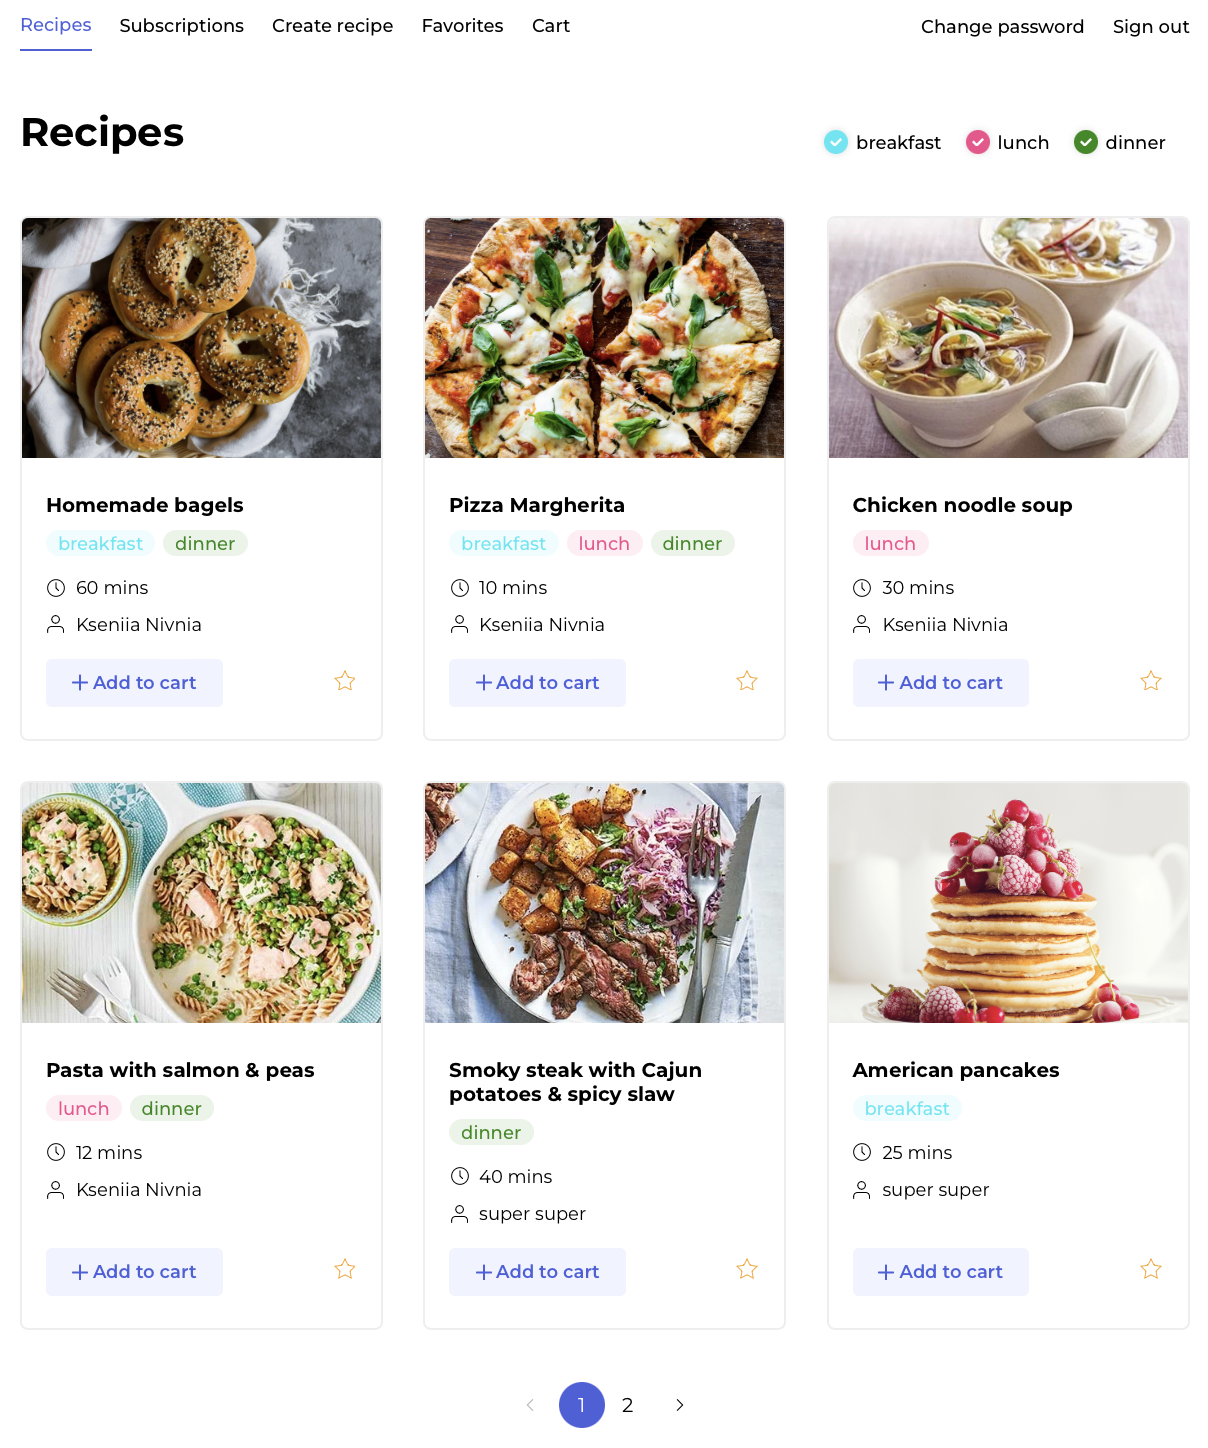 Recipes Subscriptions Create recipe Favorites Cart Change password Sign out
Recipes
breakfast lunch dinner
Homemade bagels
breakfast dinner
60 mins
Kseniia Nivnia
Add to cart
Pizza Margherita
breakfast lunch dinner
10 mins
Kseniia Nivnia
Add to cart
Chicken noodle soup
lunch
30 mins
Kseniia Nivnia
Add to cart
Pasta with salmon & peas
lunch dinner
12 mins
Kseniia Nivnia
Add to cart
Smoky steak with Cajun
potatoes & spicy slaw
dinner
40 mins
super super
Add to cart
American pancakes
breakfast
25 mins
super super
Add to cart
1 2